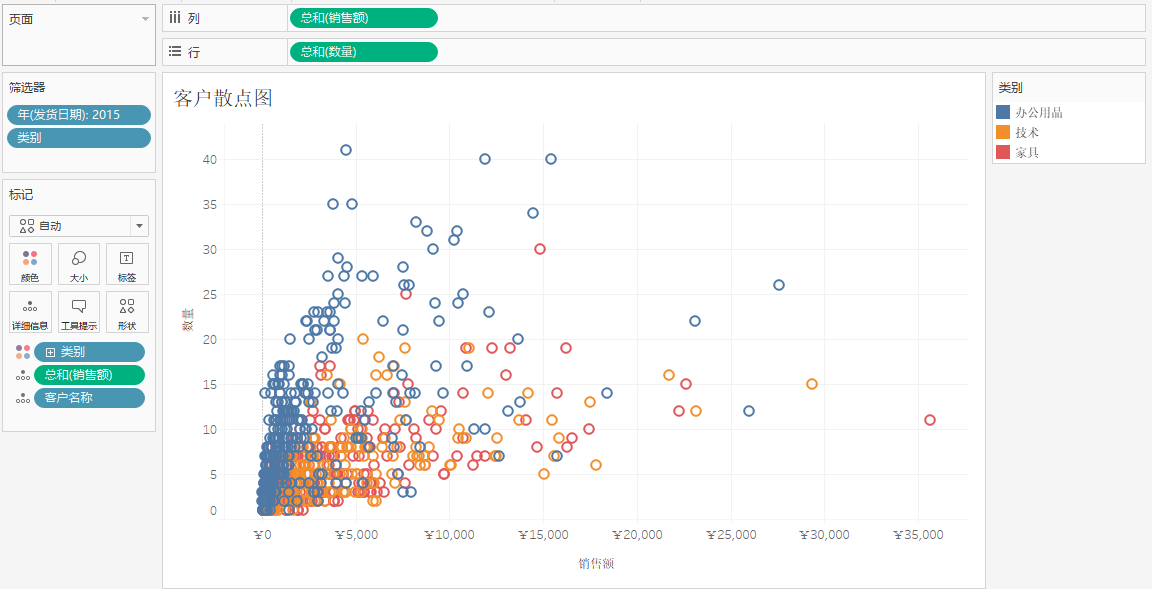 页面
列
总和(销售额)
行
总和(数量)
筛选器
年(发货日期): 2015
类别
标记
自动
颜色
大小
标签
详细信息
工具提示
形状
类别
总和(销售额)
客户名称
客户散点图
数量
40
35
30
25
20
15
10
5
0
¥0
¥5,000
¥10,000
¥15,000
¥20,000
¥25,000
¥30,000
¥35,000
销售额
类别
办公用品
技术
家具